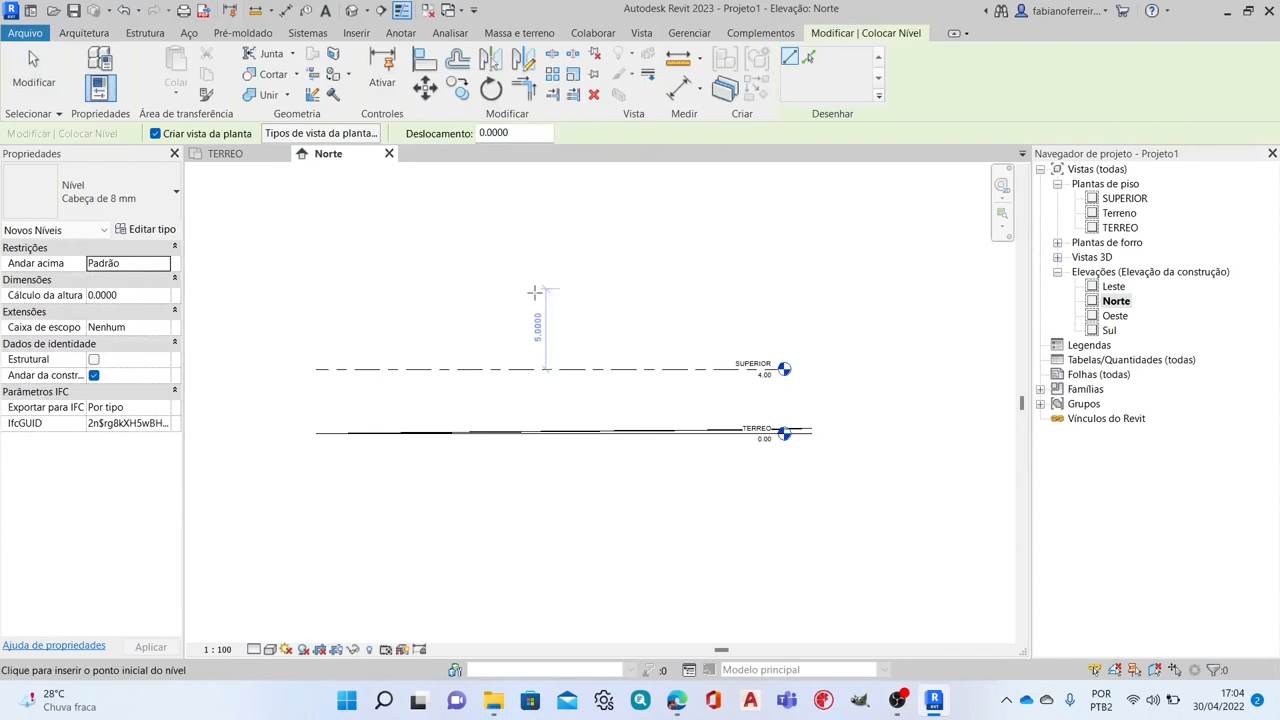 Autodesk Revit 2023 - Projeto1 - Elevação: Norte
fabianoferreir...
Arquivo Arquitetura Estrutura Aço Pré-moldado Sistemas Inserir Anotar Analisar Massa e terreno Colaborar Vista Gerenciar Complementos Modificar | Colocar Nível
Modificar Colar Junta Cortar Unir Ativar
Selecionar Propriedades Área de transferência Geometria Controles Modificar Vista Medir Criar Desenhar
Modificar | Colocar Nível Criar vista da planta Tipos de vista da planta... Deslocamento: 0.0000
Propriedades
TERREO
Norte
Navegador de projeto - Projeto1
Nível
Cabeça de 8 mm
Novos Níveis
Editar tipo
Restrições
Andar acima Padrão
Dimensões
Cálculo da altura 0.0000
Extensões
Caixa de escopo Nenhum
Dados de identidade
Estrutural
Andar da constr...
Parâmetros IFC
Exportar para IFC Por tipo
IfcGUID 2n$rg8kXH5wBH...
Ajuda de propriedades Aplicar
5.0000
SUPERIOR
4.00
TERREO
0.00
Vistas (todas)
Plantas de piso
SUPERIOR
Terreno
TERREO
Plantas de forro
Vistas 3D
Elevações (Elevação da construção)
Leste
Norte
Oeste
Sul
Legendas
Tabelas/Quantidades (todas)
Folhas (todas)
Famílias
Grupos
Vínculos do Revit
1 : 100
Clique para inserir o ponto inicial do nível
:0
Modelo principal
:0
28°C
Chuva fraca
POR
PTB2
17:04
30/04/2022
2